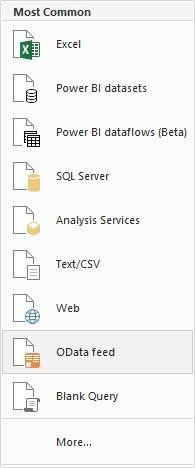 Most Common
Excel
Power BI datasets
Power BI dataflows (Beta)
SQL Server
Analysis Services
Text/CSV
Web
OData feed
Blank Query
More...